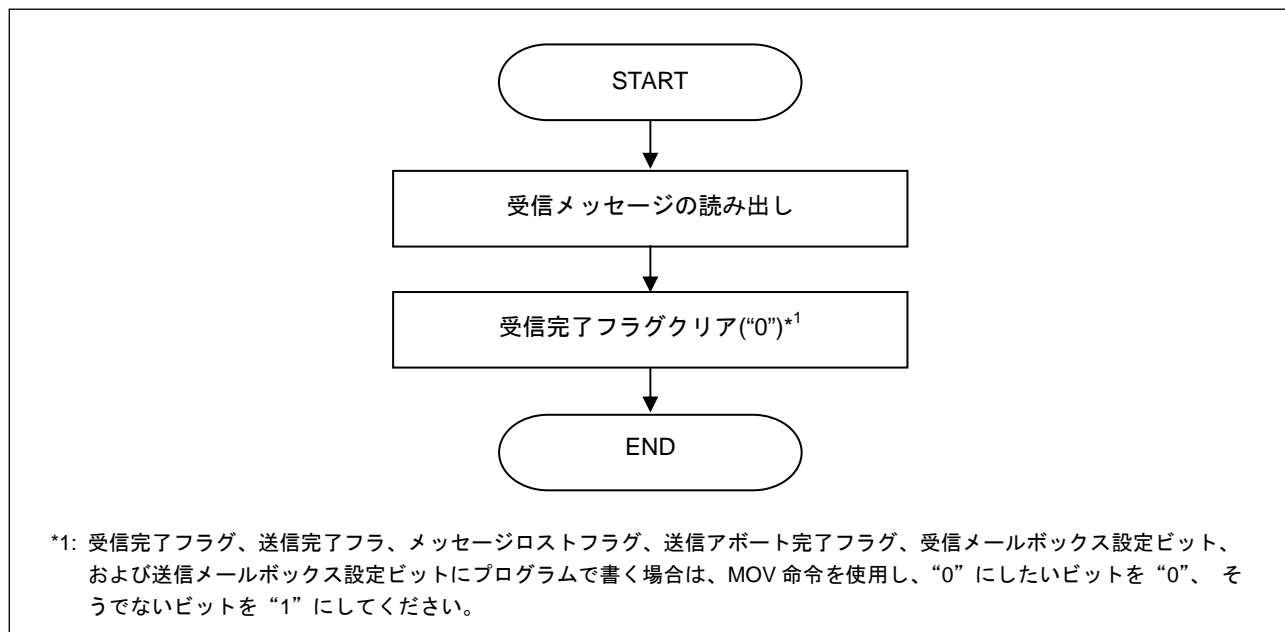 START
受信メッセージの読み出し
受信完了フラグクリア(“0”)*1
END
*1: 受信完了フラグ、送信完了フラ、メッセージロストフラグ、送信アボート完了フラグ、受信メールボックス設定ビット、
および送信メールボックス設定ビットにプログラムで書く場合は、MOV 命令を使用し、“0” にしたいビットを “0”、 そ
うでないビットを “1” にしてください。